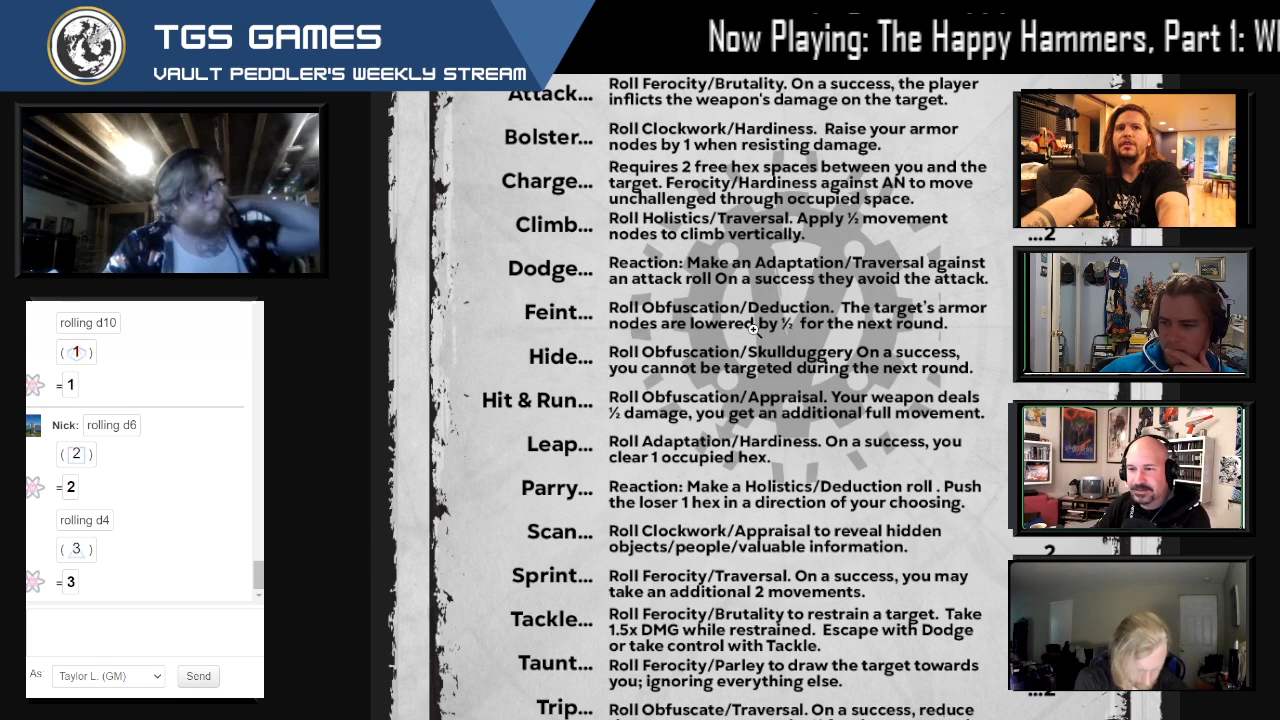 TGS GAMES
VAULT PEDDLER'S WEEKLY STREAM
Now Playing: The Happy Hammers, Part 1:
rolling d10
( 1 )
= 1
Nick: rolling d6
( 2 )
= 2
rolling d4
( 3 )
= 3
As: Taylor L. (GM) Send
Attack... Roll Ferocity/Brutality. On a success, the player
inflicts the weapon's damage on the target.
Bolster... Roll Clockwork/Hardiness. Raise your armor
nodes by 1 when resisting damage.
Charge... Requires 2 free hex spaces between you and the
target. Ferocity/Hardiness against AN to move
unchallenged through occupied space.
Climb... Roll Holistics/Traversal. Apply ½ movement
nodes to climb vertically.
Dodge... Reaction: Make an Adaptation/Traversal against
an attack roll On a success they avoid the attack.
Feint... Roll Obfuscation/Deduction. The target's armor
nodes are lowered by ½ for the next round.
Hide... Roll Obfuscation/Skullduggery On a success,
you cannot be targeted during the next round.
Hit & Run... Roll Obfuscation/Appraisal. Your weapon deals
½ damage, you get an additional full movement.
Leap... Roll Adaptation/Hardiness. On a success, you
clear 1 occupied hex.
Parry... Reaction: Make a Holistics/Deduction roll . Push
the loser 1 hex in a direction of your choosing.
Scan... Roll Clockwork/Appraisal to reveal hidden
objects/people/valuable information.
Sprint... Roll Ferocity/Traversal. On a success, you may
take an additional 2 movements.
Tackle... Roll Ferocity/Brutality to restrain a target. Take
1.5x DMG while restrained. Escape with Dodge
or take control with Tackle.
Taunt... Roll Ferocity/Parley to draw the target towards
you; ignoring everything else.
Trip... Roll Obfuscate/Traversal. On a success, reduce
...2